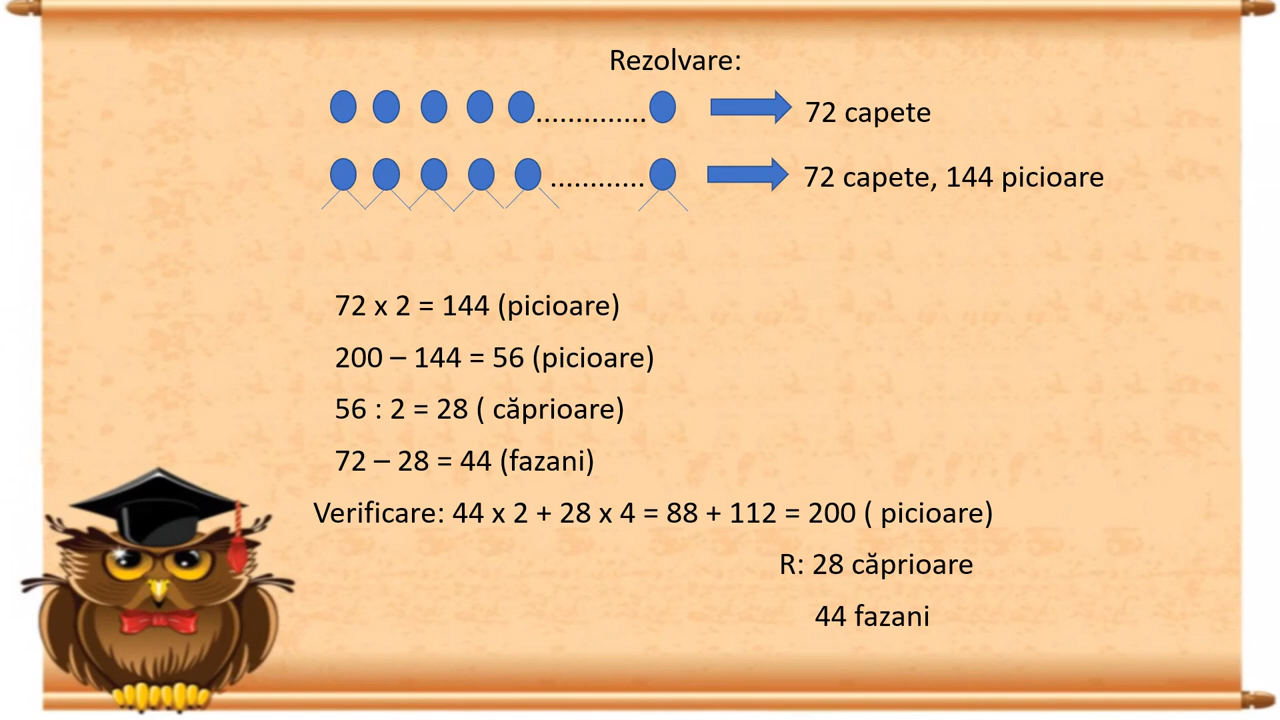 Rezolvare:
............... 72 capete
............ 72 capete, 144 picioare
72 x 2 = 144 (picioare)
200 – 144 = 56 (picioare)
56 : 2 = 28 ( căprioare)
72 – 28 = 44 (fazani)
Verificare: 44 x 2 + 28 x 4 = 88 + 112 = 200 ( picioare)
R: 28 căprioare
44 fazani